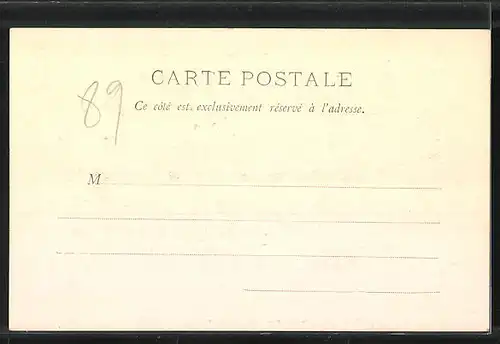 CARTE POSTALE
89
Ce côté est exclusivement réservé à l'adresse.
M